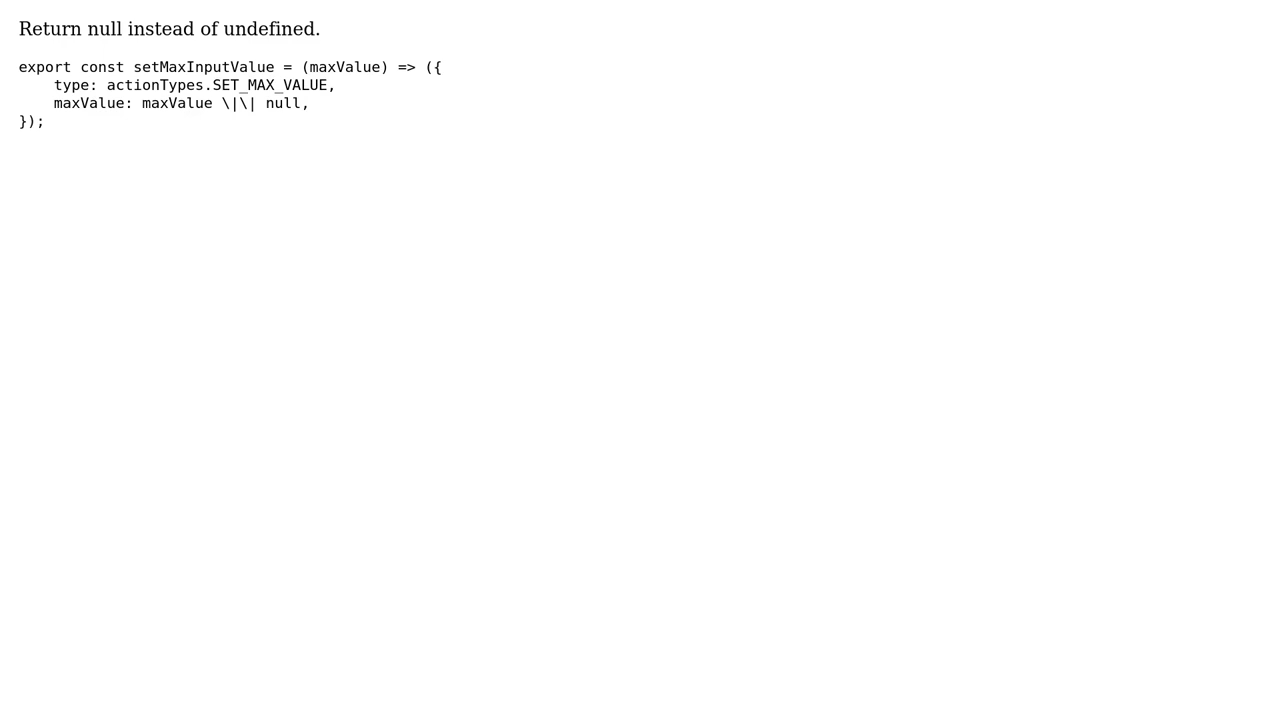 Return null instead of undefined.
export const setMaxInputValue = (maxValue) => ({
    type: actionTypes.SET_MAX_VALUE,
    maxValue: maxValue \|\| null,
});